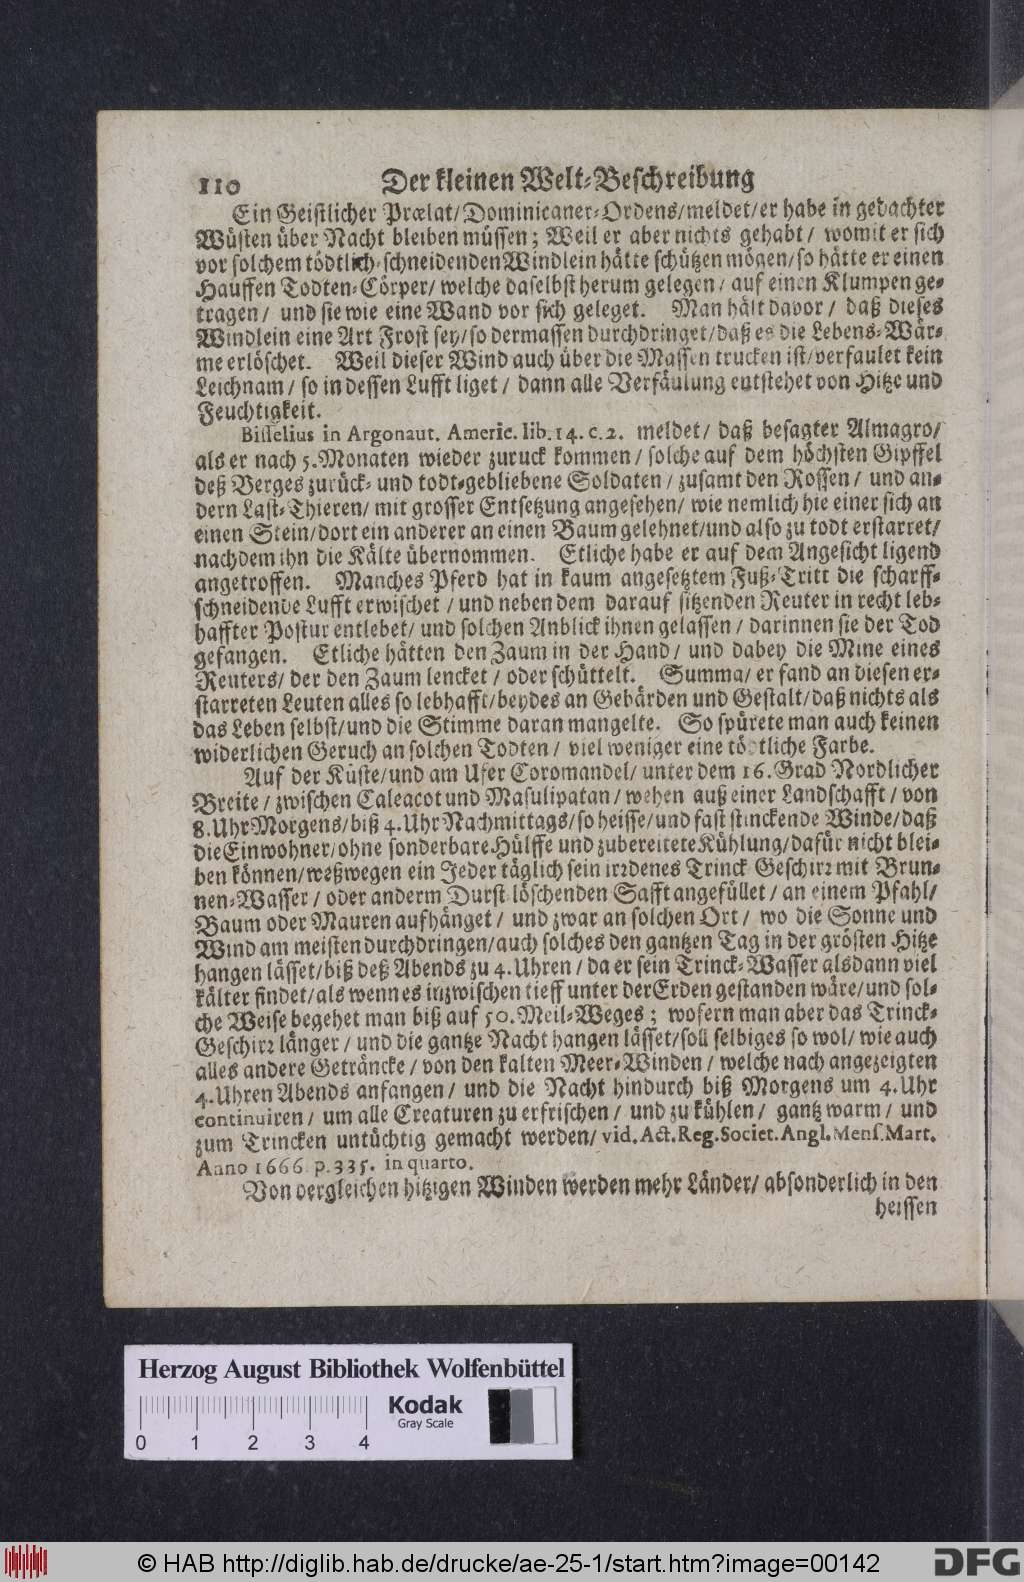 110 Der kleinen Welt-Beschreibung
Ein Geistlicher Prælat/Dominicaner-Ordens/meldet/er habe in gedachter
Wüsten über Nacht bleiben müssen; Weil er aber nichts gehabt/ womit er sich
vor solchem tödtlich-schneidenden Windlein hätte schützen mögen/so hätte er einen
Hauffen Todten-Cörper/welche daselbst herum gelegen/auf einen Klumpen ge-
tragen/ und sie wie eine Wand vor sich geleget. Man hält davor/ daß dieses
Windlein eine Art Frost sey/so dermassen durchdringet/daß es die Lebens-Wär-
me erlöschet. Weil dieser Wind auch über die Massen trucken ist/verfaulet kein
Leichnam/ so in dessen Lufft liget/ dann alle Verfäulung entstehet von Hitze und
Feuchtigkeit.
Bisselius in Argonaut. Americ. lib. 14. c. 2. meldet/ daß besagter Almagro/
als er nach 5. Monaten wieder zuruck kommen/solche auf dem höchsten Gipffel
deß Berges zurück- und todt-gebliebene Soldaten/zusamt den Rossen/ und an-
dern Last-Thieren/mit grosser Entsetzung angesehen/wie nemlich hie einer sich an
einen Stein/dort ein anderer an einen Baum gelehnet/und also zu todt erstarret/
nachdem ihn die Kälte übernommen. Etliche habe er auf dem Angesicht ligend
angetroffen. Manches Pferd hat in kaum angesetztem Fuß-Tritt die scharff-
schneidende Lufft erwischet/und neben dem darauf sitzenden Reuter in recht leb-
haffter Postur entlebet/und solchen Anblick ihnen gelassen/darinnen sie der Tod
gefangen. Etliche hätten den Zaum in der Hand/ und dabey die Mine eines
Reuters/der den Zaum lencket/oder schüttelt. Summa/er fand an diesen er-
starreten Leuten alles so lebhafft/beydes an Gebärden und Gestalt/daß nichts als
das Leben selbst/und die Stimme daran mangelte. So spürete man auch keinen
widerlichen Geruch an solchen Todten/ viel weniger eine tödtliche Farbe.
Auf der Küste/und am Ufer Coromandel/unter dem 16. Grad Nordlicher
Breite/zwischen Caleacot und Masulipatan/wehen auß einer Landschafft/von
8. Uhr Morgens/biß 4. Uhr Nachmittags/so heisse/und fast stinckende Winde/daß
die Einwohner/ohne sonderbare Hülffe und zubereitete Kühlung/dafür nicht blei-
ben können/weßwegen ein Jeder täglich sein irrdenes Trinck-Geschirr mit Brun-
nen-Wasser/oder anderm Durst-löschenden Safft angefüllet/an einem Pfahl/
Baum oder Mauren aufhänget/ und zwar an solchen Ort/ wo die Sonne und
Wind am meisten durchdringen/auch solches den gantzen Tag in der grösten Hitze
hangen lässet/biß deß Abends zu 4. Uhren/da er sein Trinck-Wasser alsdann viel
kälter findet/als wenn es inzwischen tieff unter der Erden gestanden wäre/und sol-
che Weise begehet man biß auf 50. Meil-Weges; wofern man aber das Trinck-
Geschirr länger/ und die gantze Nacht hangen lässet/soll selbiges so wol/wie auch
alles andere Geträncke/von den kalten Meer-Winden/welche nach angezeigten
4. Uhren Abends anfangen/ und die Nacht hindurch biß Morgens um 4. Uhr
continuiren/ um alle Creaturen zu erfrischen/ und zu kühlen/ gantz warm/ und
zum Trincken untüchtig gemacht werden/vid. Act. Reg. Societ. Angl. Mens. Mart.
Anno 1666 p. 335. in quarto.
Von dergleichen hitzigen Winden werden mehr Länder/absonderlich in den
heissen
Herzog August Bibliothek Wolfenbüttel
Kodak
Gray Scale
0 1 2 3 4
© HAB http://diglib.hab.de/drucke/ae-25-1/start.htm?image=00142
DFG